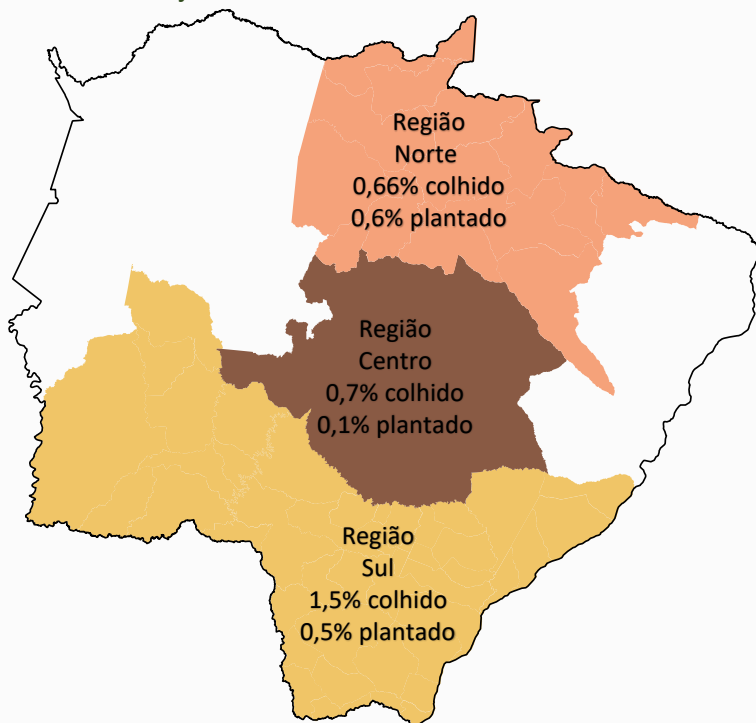 Região
Norte
0,66% colhido
0,6% plantado
Região
Centro
0,7% colhido
0,1% plantado
Região
Sul
1,5% colhido
0,5% plantado